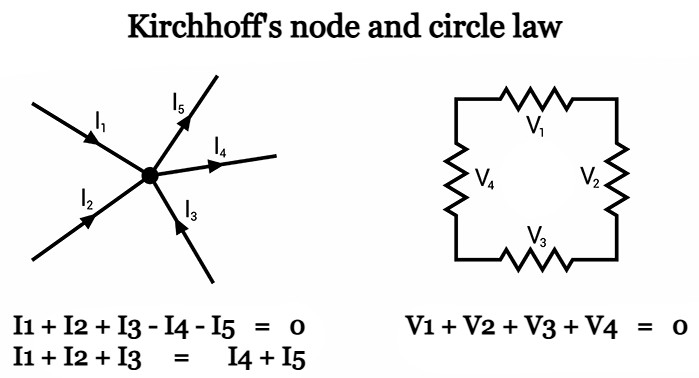 Kirchhoff's node and circle law
I₁
I₅
I₄
I₂
I₃
V₁
V₄
V₂
V₃
I1 + I2 + I3 - I4 - I5 = 0
I1 + I2 + I3 = I4 + I5
V1 + V2 + V3 + V4 = 0